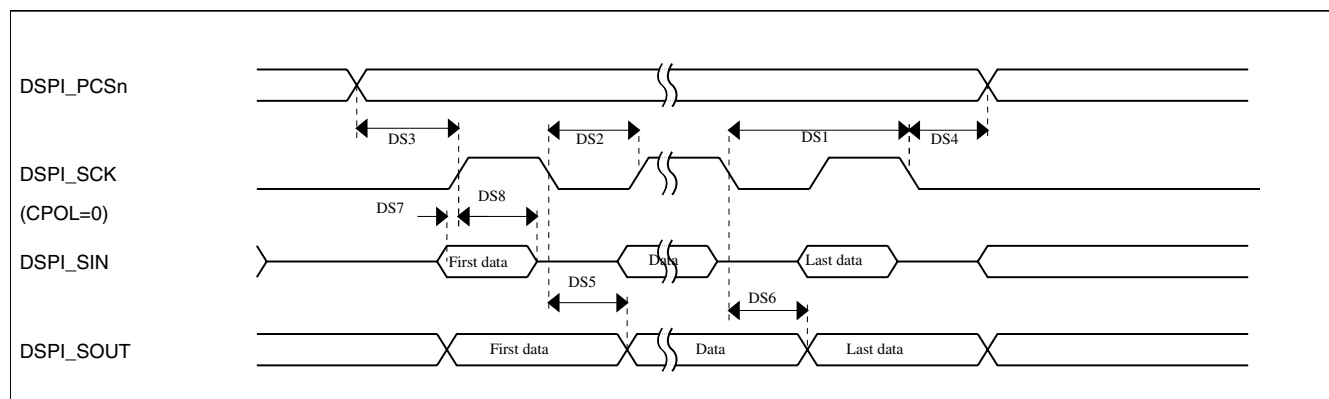 DSPI_PCSn
DS3
DS2
DS1
DS4
DSPI_SCK
DS7
DS8
(CPOL=0)
DSPI_SIN
First data
Data
Last data
DS5
DS6
DSPI_SOUT
First data
Data
Last data